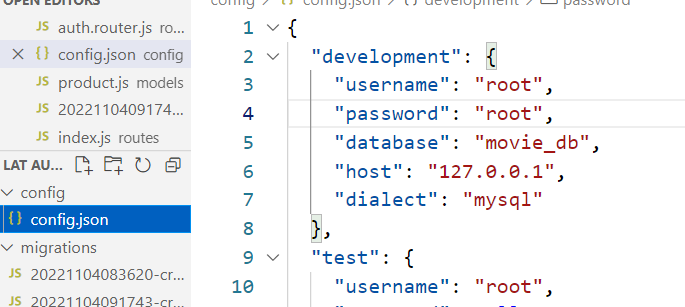 OPEN EDITORS
JS auth.router.js routes
config.json config
JS product.js models
JS 2022110409174...
JS index.js routes
LAT AU...
config
{} config.json
migrations
JS 20221104083620-cr...
JS 20221104091743-cr...
config > {} config.json > {} development > password
1 {
2 "development": {
3 "username": "root",
4 "password": "root",
5 "database": "movie_db",
6 "host": "127.0.0.1",
7 "dialect": "mysql"
8 },
9 "test": {
10 "username": "root",